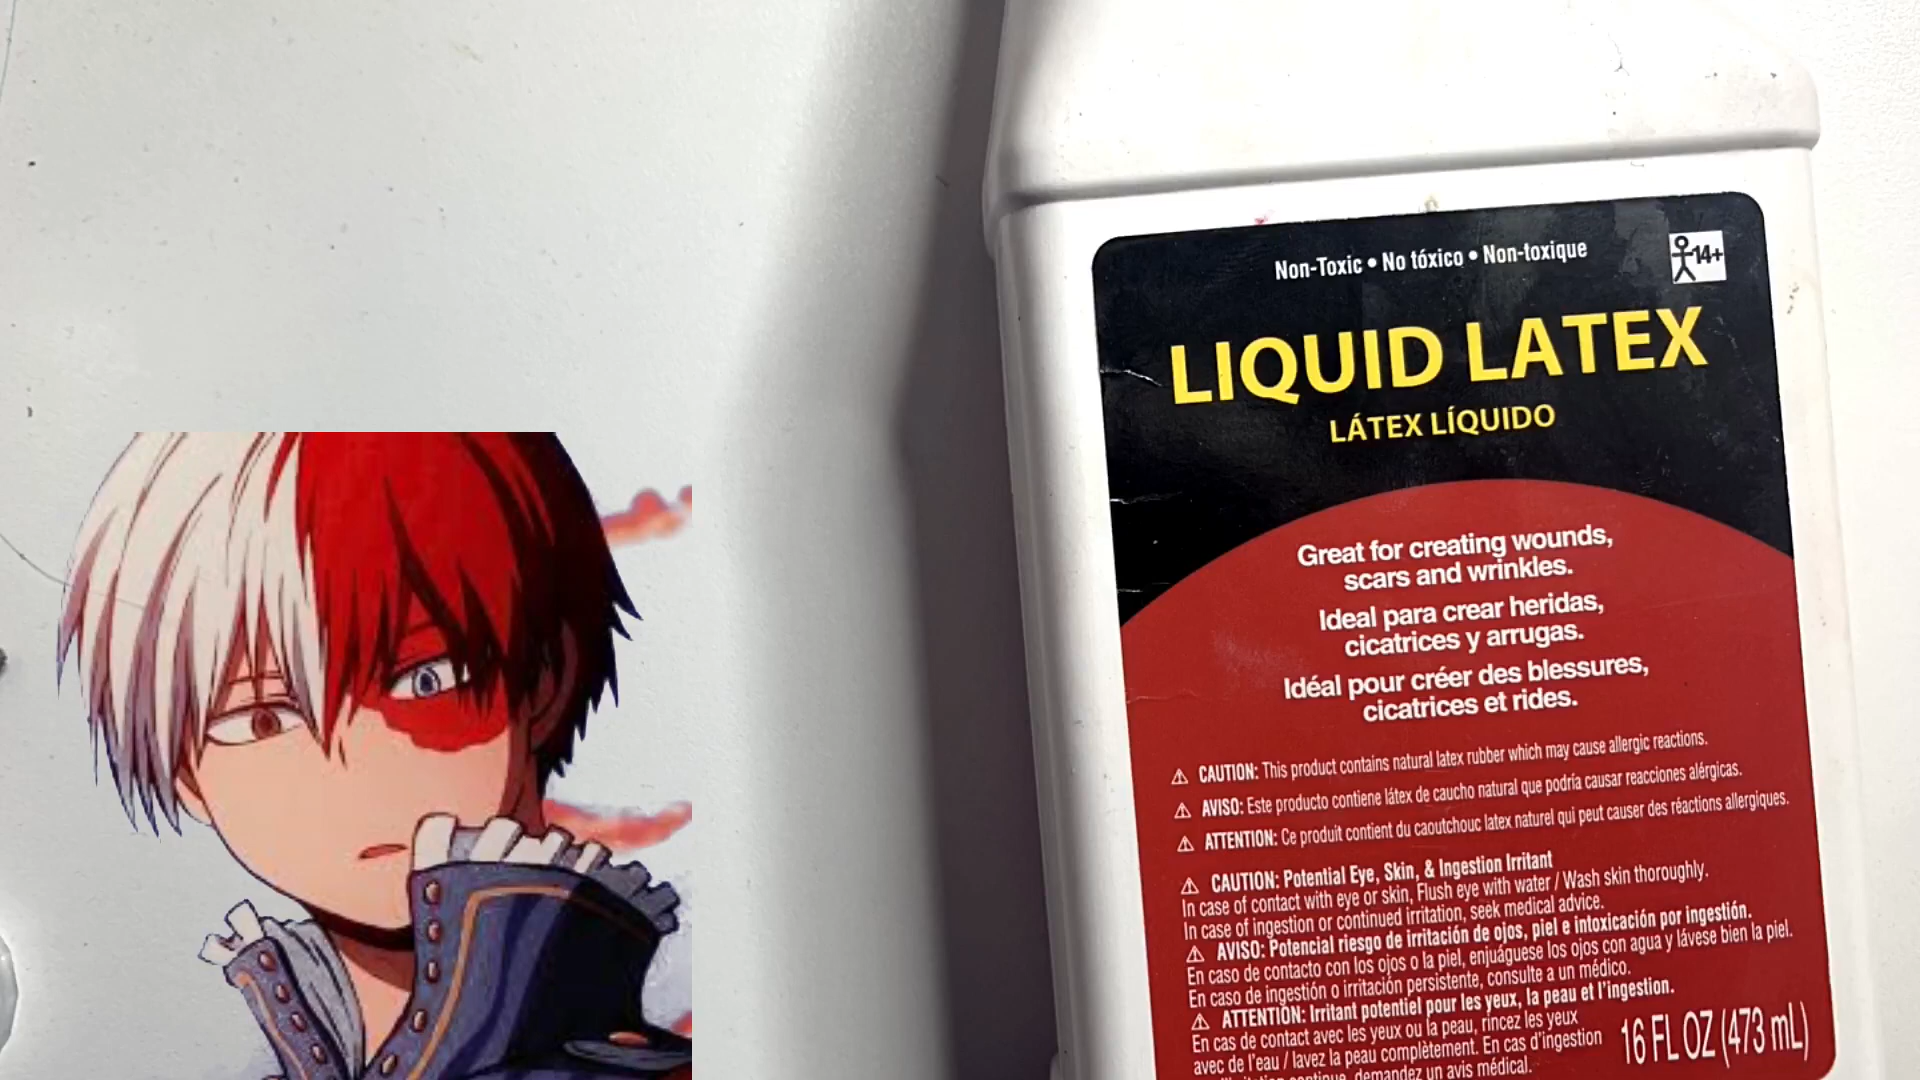 Non-Toxic • No tóxico • Non-toxique
14+
LIQUID LATEX
LÁTEX LÍQUIDO
Great for creating wounds,
scars and wrinkles.
Ideal para crear heridas,
cicatrices y arrugas.
Idéal pour créer des blessures,
cicatrices et rides.
CAUTION: This product contains natural latex rubber which may cause allergic reactions.
AVISO: Este producto contiene látex de caucho natural que podría causar reacciones alérgicas.
ATTENTION: Ce produit contient du caoutchouc latex naturel qui peut causer des réactions allergiques.
CAUTION: Potential Eye, Skin, & Ingestion Irritant
In case of contact with eye or skin, Flush eye with water / Wash skin thoroughly.
In case of ingestion or continued irritation, seek medical advice.
AVISO: Potencial riesgo de irritación de ojos, piel e intoxicación por ingestión.
En caso de contacto con los ojos o la piel, enjuáguese los ojos con agua y lávese bien la piel.
En caso de ingestión o irritación persistente, consulte a un médico.
ATTENTION: Irritant potentiel pour les yeux, la peau et l'ingestion.
En cas de contact avec les yeux ou la peau, rincez les yeux
avec de l'eau / lavez la peau complètement. En cas d'ingestion
continue, demandez un avis médical.
16 FL OZ (473 mL)